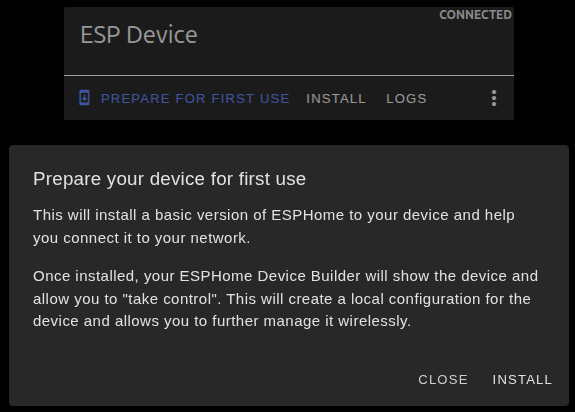 CONNECTED
ESP Device
PREPARE FOR FIRST USE INSTALL LOGS
Prepare your device for first use
This will install a basic version of ESPHome to your device and help
you connect it to your network.
Once installed, your ESPHome Device Builder will show the device and
allow you to "take control". This will create a local configuration for the
device and allows you to further manage it wirelessly.
CLOSE INSTALL